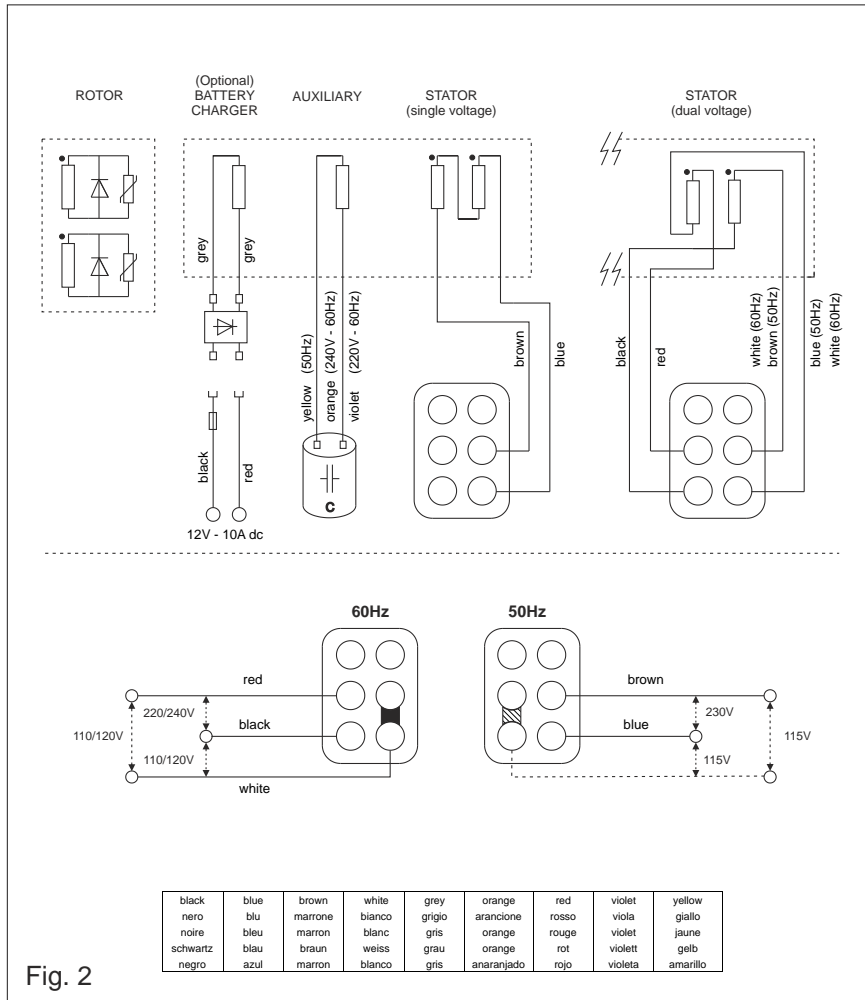 ROTOR
(Optional)
BATTERY
CHARGER
AUXILIARY
STATOR
(single voltage)
STATOR
(dual voltage)
grey
grey
yellow (50Hz)
orange (240V - 60Hz)
violet (220V - 60Hz)
brown
blue
black
red
white (60Hz)
brown (50Hz)
blue (50Hz)
white (60Hz)
black
red
C
12V - 10A dc
60Hz
50Hz
red
220/240V
black
110/120V
110/120V
white
brown
230V
blue
115V
115V
black blue brown white grey orange red violet yellow
nero blu marrone bianco grigio arancione rosso viola giallo
noire bleu marron blanc gris orange rouge violet jaune
schwartz blau braun weiss grau orange rot violett gelb
negro azul marron blanco gris anaranjado rojo violeta amarillo
Fig. 2